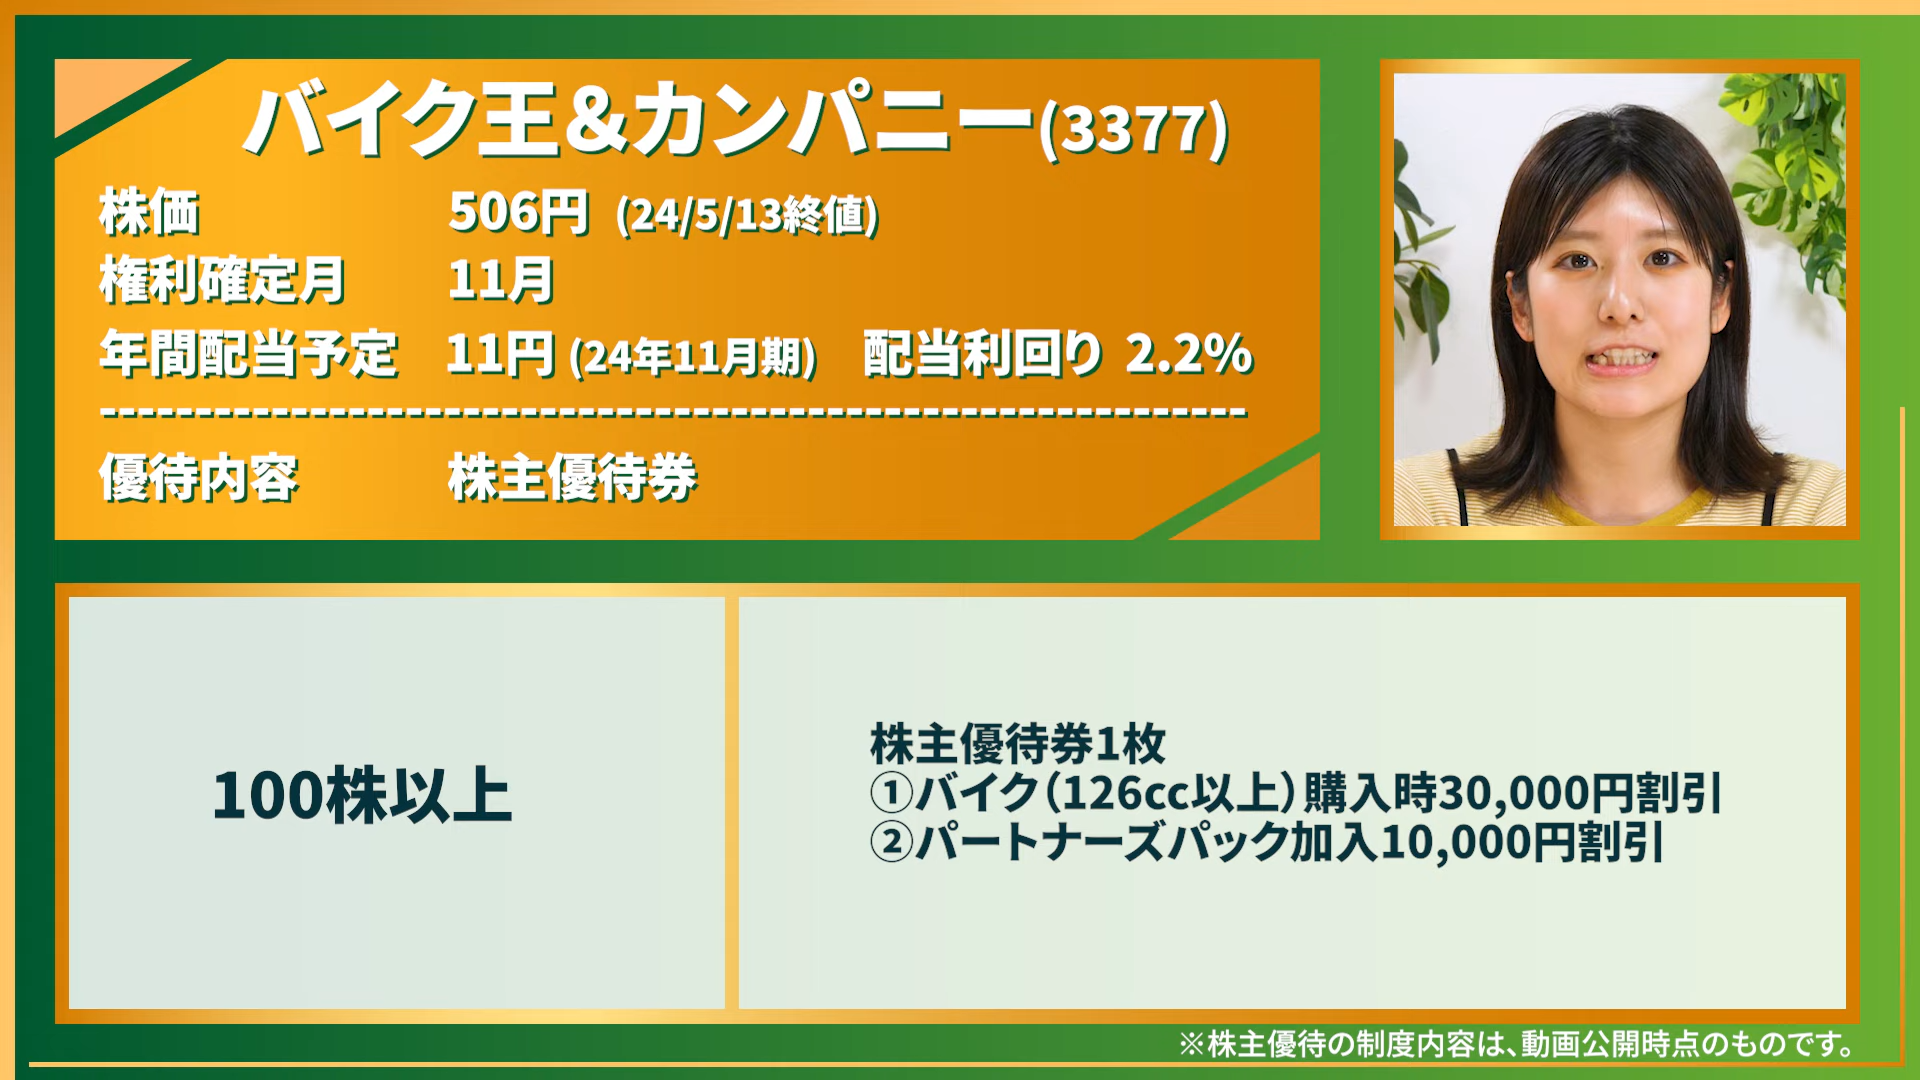 バイク王&カンパニー(3377)
株価 506円 (24/5/13終値)
権利確定月 11月
年間配当予定 11円 (24年11月期) 配当利回り 2.2%
優待内容 株主優待券
100株以上
株主優待券1枚
①バイク(126cc以上)購入時30,000円割引
②パートナーズパック加入10,000円割引
※株主優待の制度内容は、動画公開時点のものです。